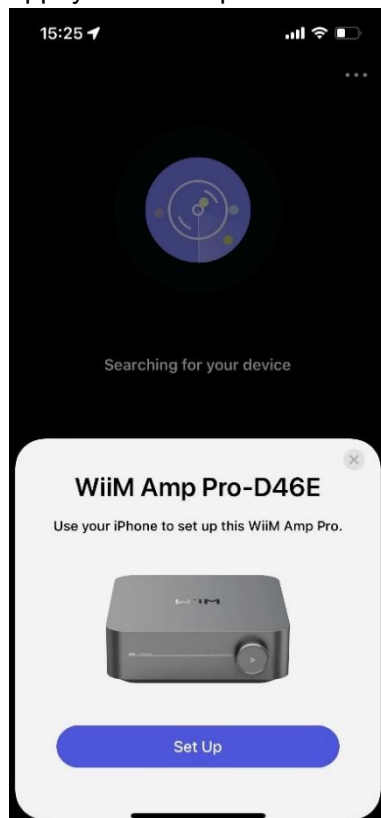 15:25
Searching for your device
WiiM Amp Pro-D46E
Use your iPhone to set up this WiiM Amp Pro.
WiiM
Set Up